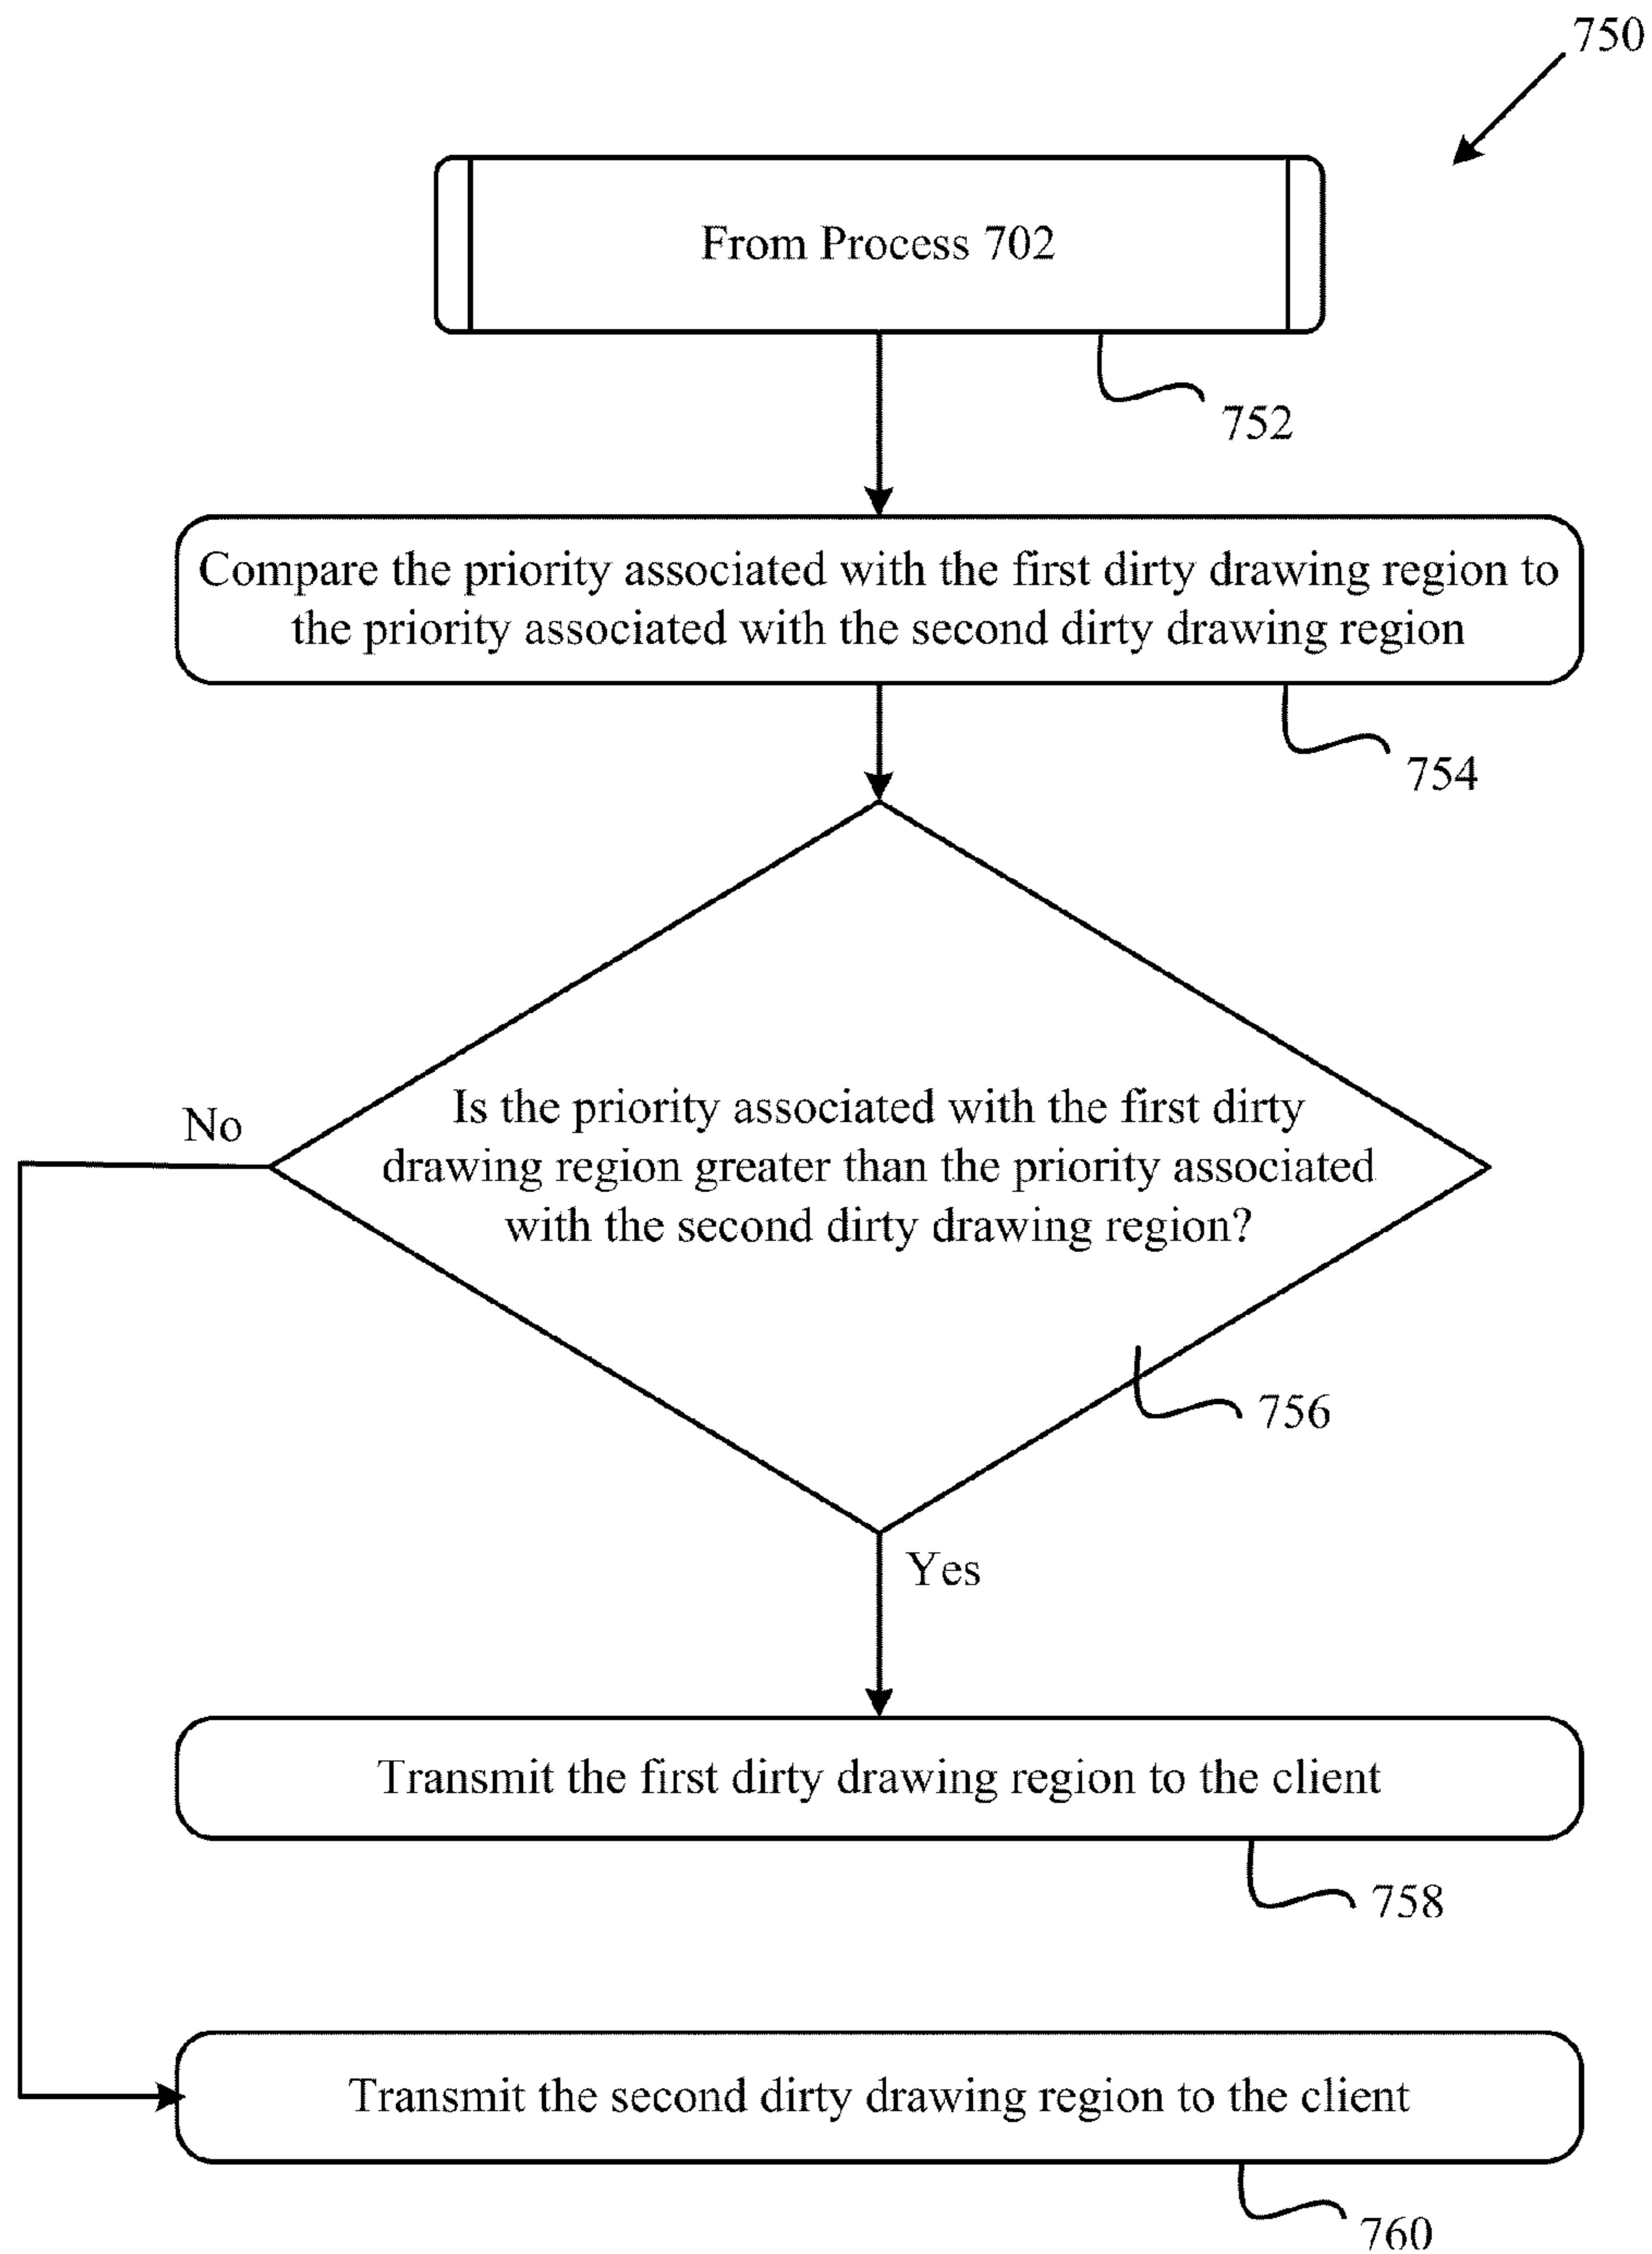 750
From Process 702
752
Compare the priority associated with the first dirty drawing region to
the priority associated with the second dirty drawing region
754
No
Is the priority associated with the first dirty
drawing region greater than the priority associated
with the second dirty drawing region?
756
Yes
Transmit the first dirty drawing region to the client
758
Transmit the second dirty drawing region to the client
760